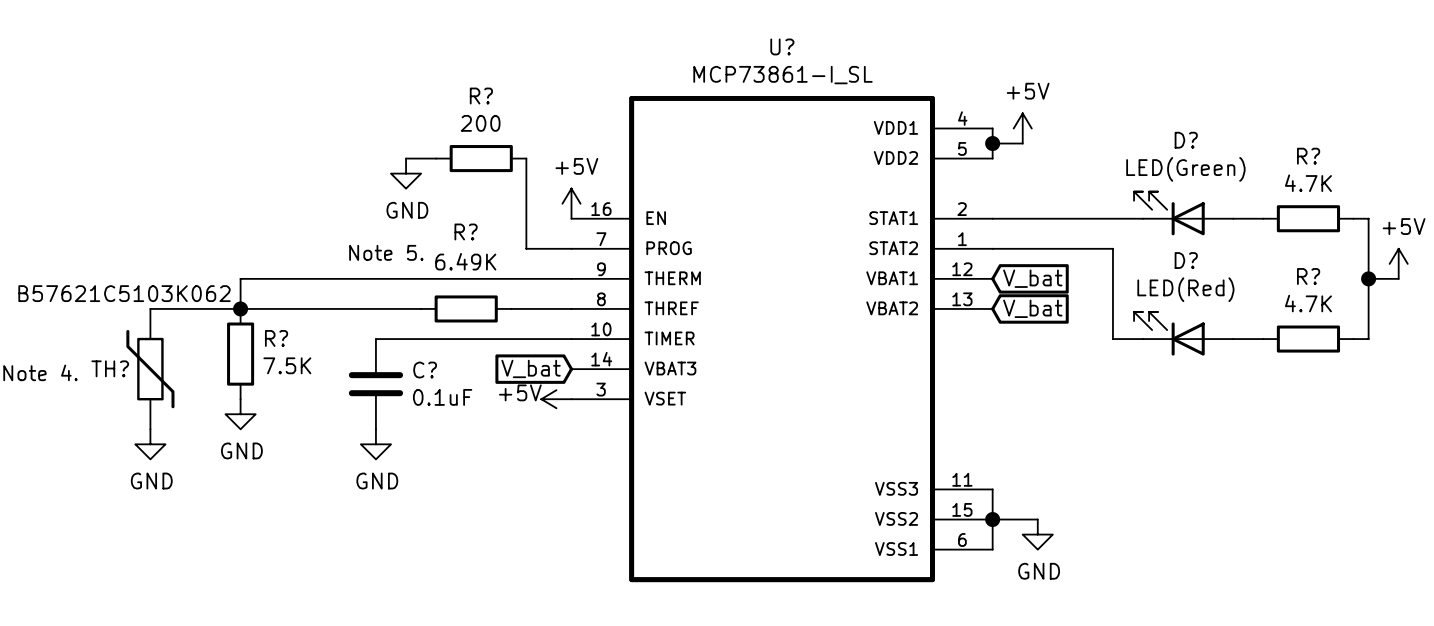 U?
MCP73861-I_SL
R?
200
GND
+5V
Note 5.
R?
6.49K
B57621C5103K062
Note 4.
TH?
GND
R?
7.5K
GND
C?
0.1uF
GND
V_bat
+5V
16 EN
7 PROG
9 THERM
8 THREF
10 TIMER
14 VBAT3
3 VSET
VDD1 4
VDD2 5
STAT1 2
STAT2 1
VBAT1 12
VBAT2 13
VSS3 11
VSS2 15
VSS1 6
+5V
V_bat
V_bat
GND
D?
LED(Green)
R?
4.7K
D?
LED(Red)
R?
4.7K
+5V